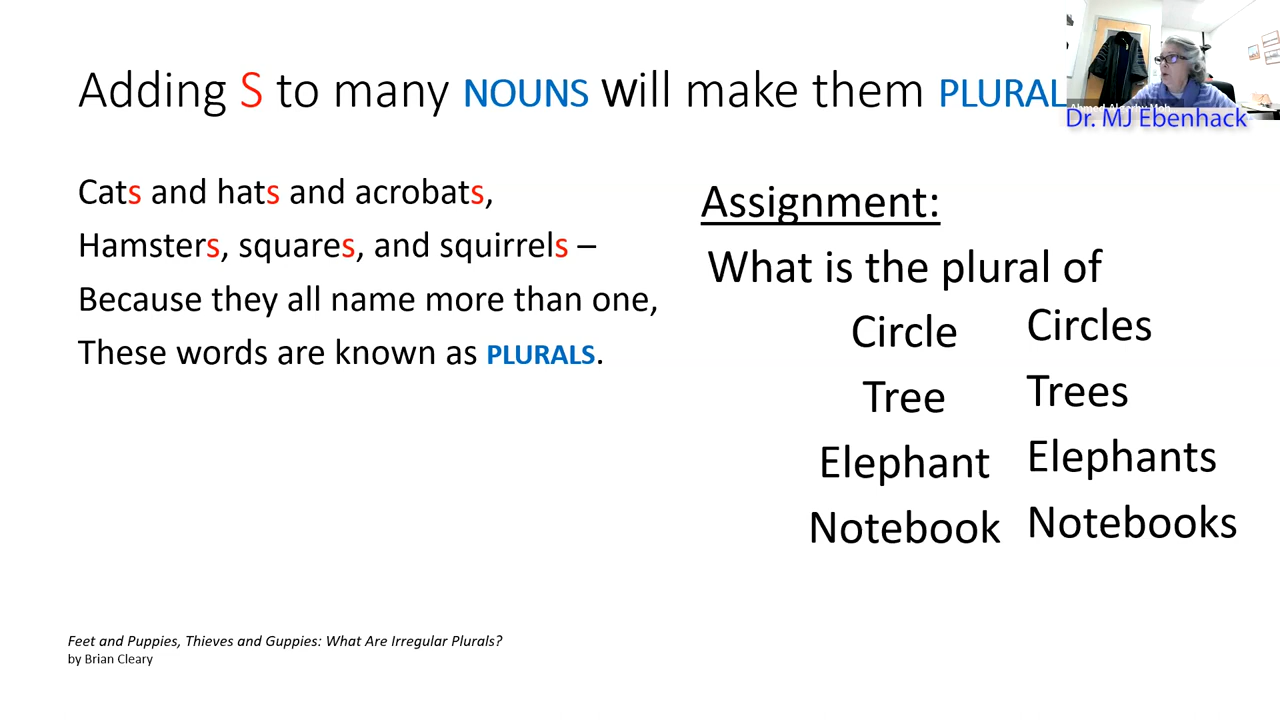 Adding S to many NOUNS will make them PLURAL
Dr. MJ Ebenhack
Cats and hats and acrobats,
Hamsters, squares, and squirrels –
Because they all name more than one,
These words are known as PLURALS.
Assignment:
What is the plural of
Circle Circles
Tree Trees
Elephant Elephants
Notebook Notebooks
Feet and Puppies, Thieves and Guppies: What Are Irregular Plurals?
by Brian Cleary